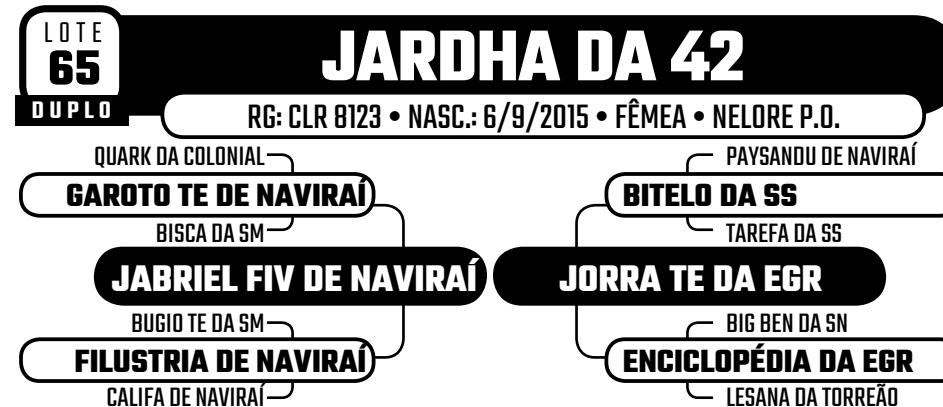 LOTE
65
DUPLO
JARDHA DA 42
RG: CLR 8123 • NASC.: 6/9/2015 • FÊMEA • NELORE P.O.
QUARK DA COLONIAL
GAROTO TE DE NAVIRAÍ
BISCA DA SM
JABRIEL FIV DE NAVIRAÍ
BUGIO TE DA SM
FILUSTRIA DE NAVIRAÍ
CALIFA DE NAVIRAÍ
PAYSANDU DE NAVIRAÍ
BITELO DA SS
TAREFA DA SS
JORRA TE DA EGR
BIG BEN DA SN
ENCICLOPÉDIA DA EGR
LESANA DA TORREÃO